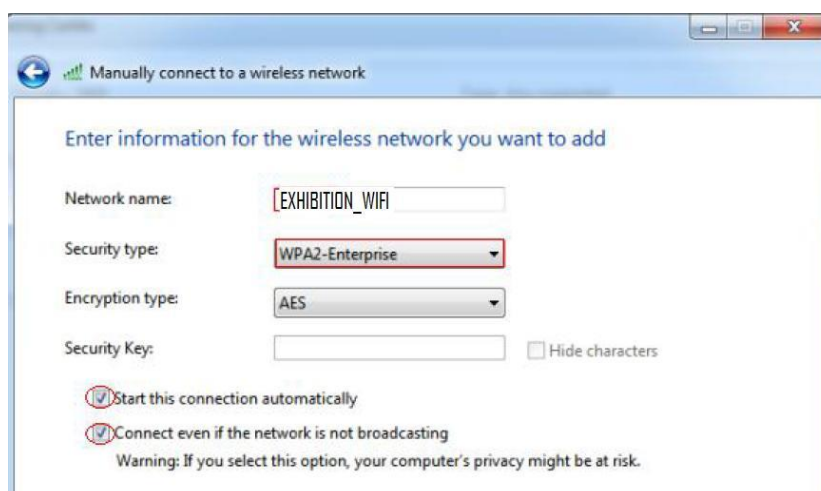 Manually connect to a wireless network
Enter information for the wireless network you want to add
Network name: EXHIBITION_WIFI
Security type: WPA2-Enterprise
Encryption type: AES
Security Key: Hide characters
Start this connection automatically
Connect even if the network is not broadcasting
Warning: If you select this option, your computer's privacy might be at risk.